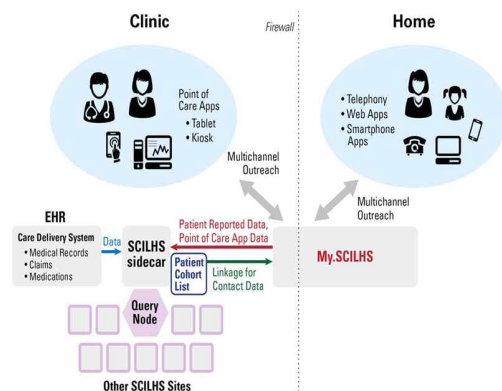 Clinic
Firewall
Home
Point of
Care Apps
• Tablet
• Kiosk
• Telephony
• Web Apps
• Smartphone
Apps
Multichannel
Outreach
Multichannel
Outreach
EHR
Care Delivery System
• Medical Records
• Claims
• Medications
Data
SCILHS
sidecar
Patient Reported Data,
Point of Care App Data
Patient
Cohort
List
Linkage for
Contact Data
My.SCILHS
Query
Node
Other SCILHS Sites